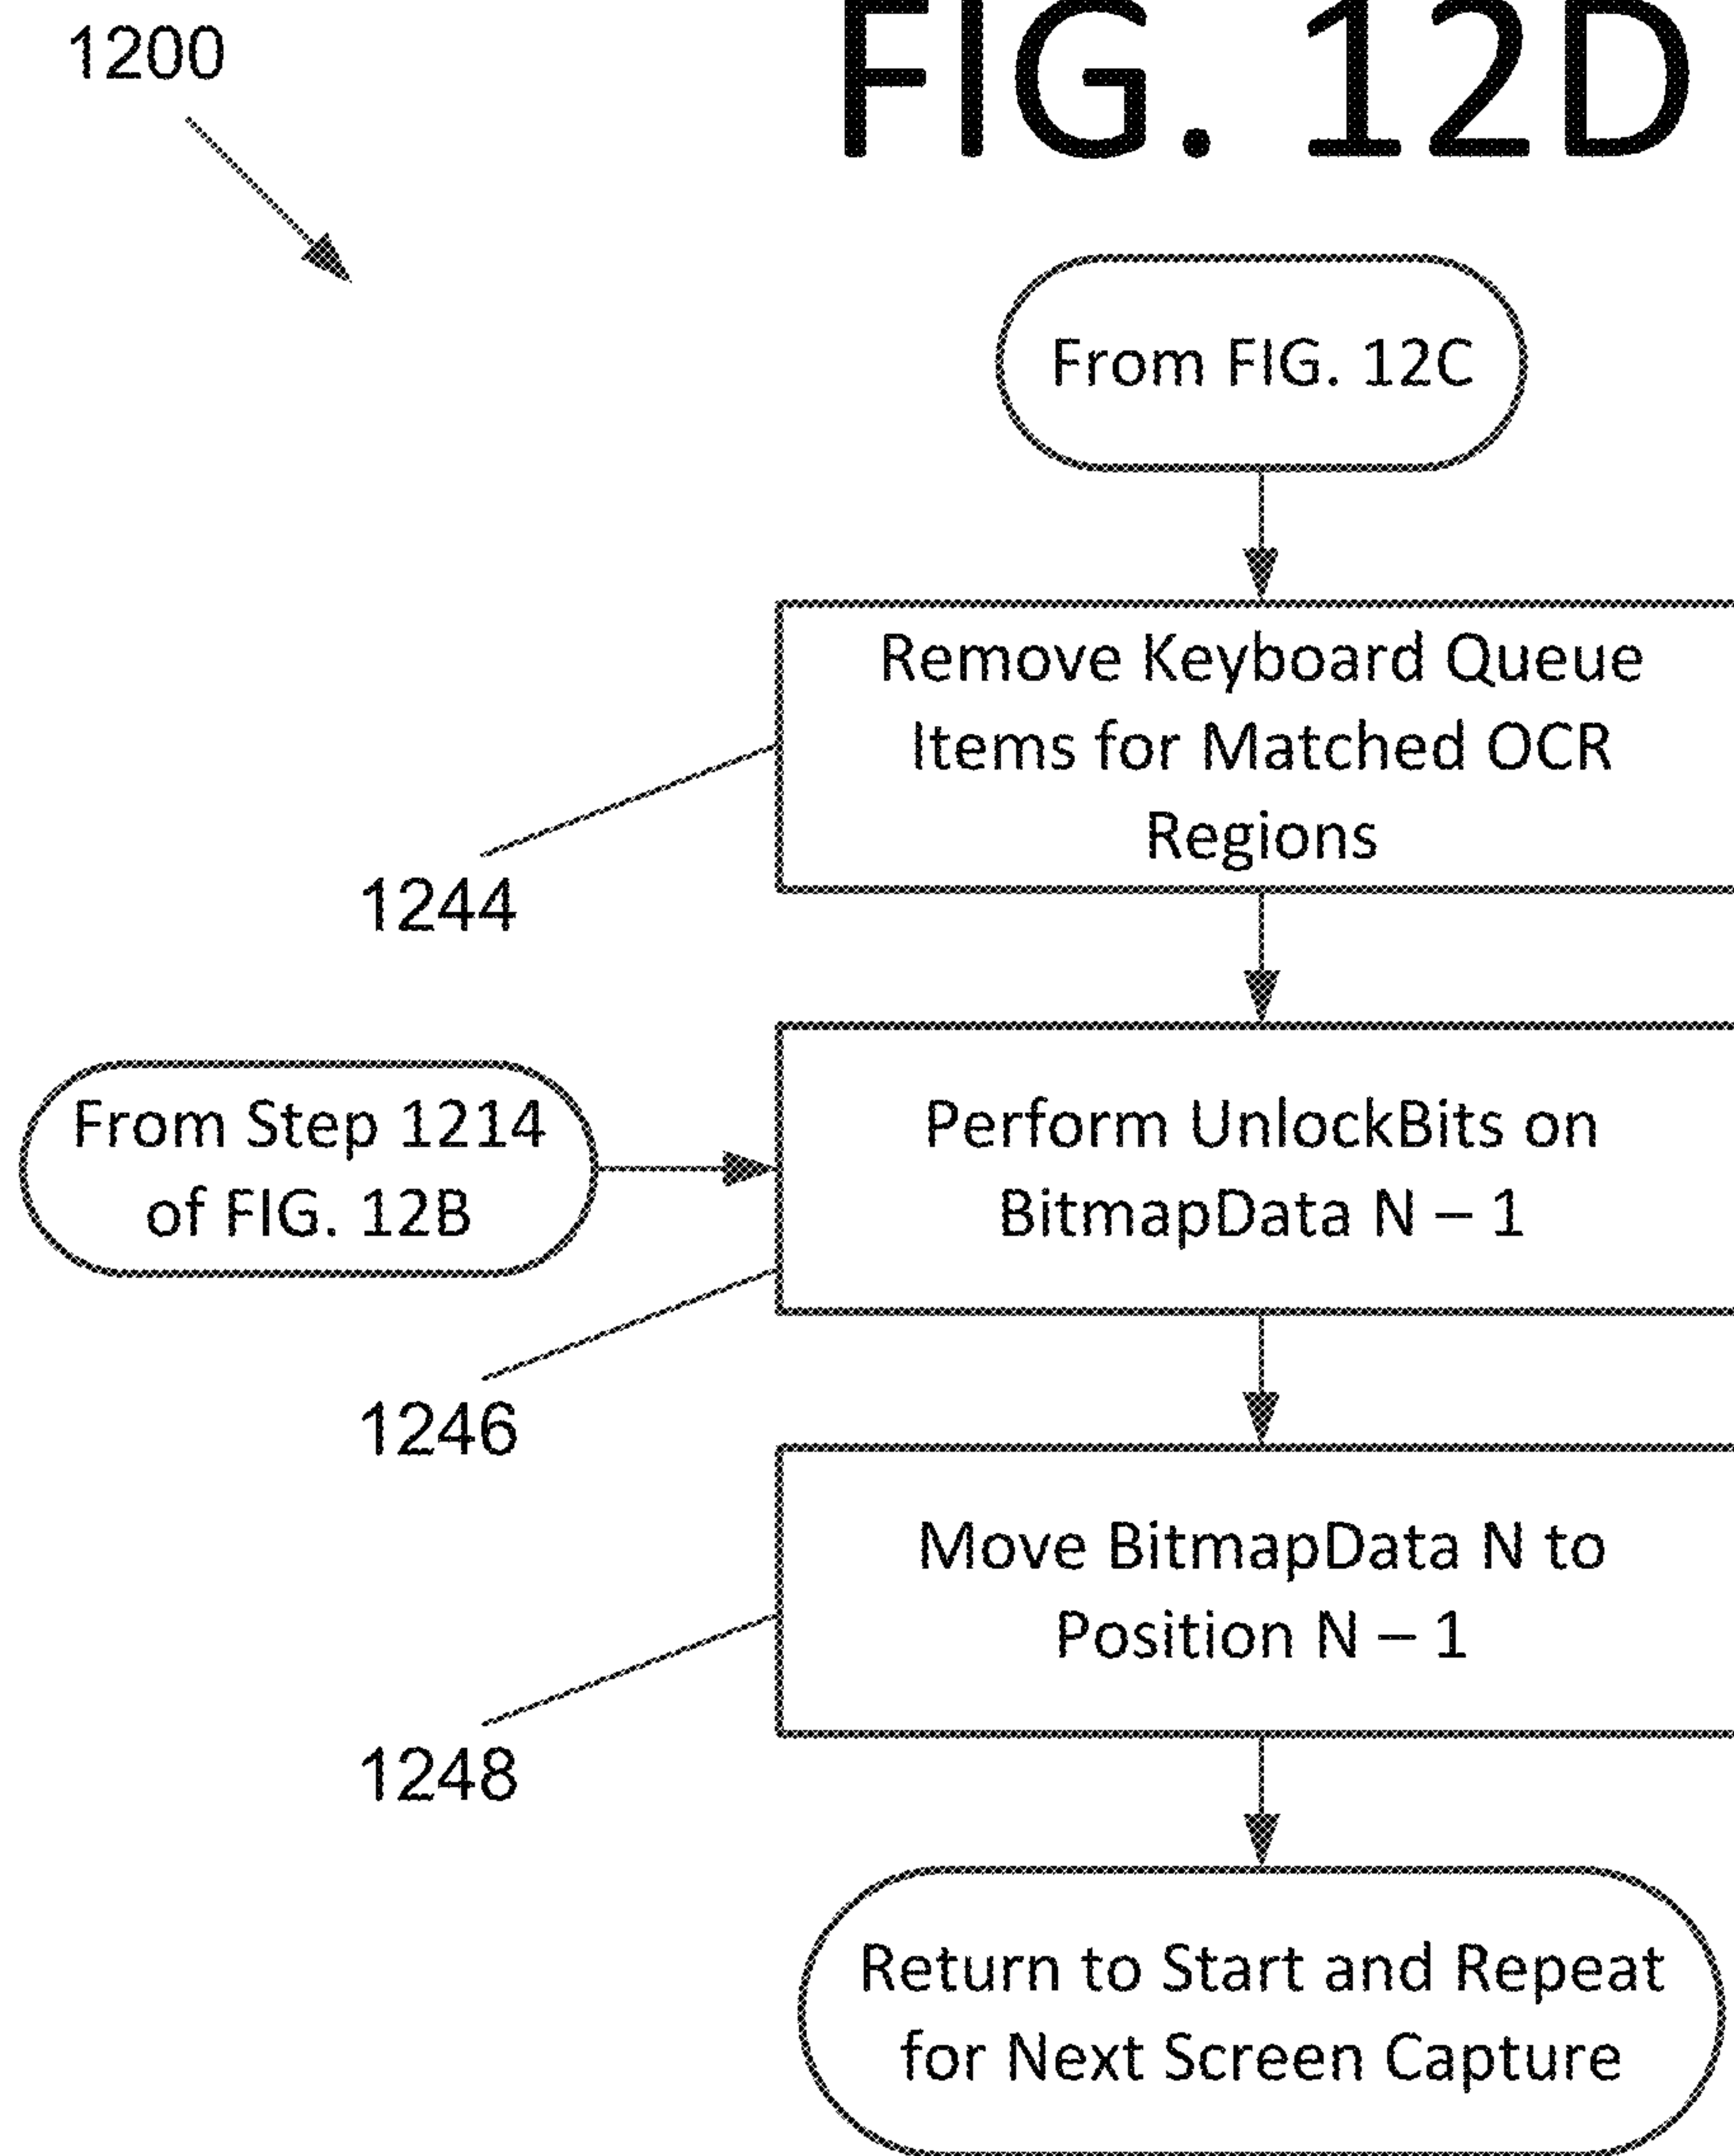 1200
FIG. 12D
From FIG. 12C
Remove Keyboard Queue
Items for Matched OCR
Regions
1244
From Step 1214
of FIG. 12B
Perform UnlockBits on
BitmapData N – 1
1246
Move BitmapData N to
Position N – 1
1248
Return to Start and Repeat
for Next Screen Capture